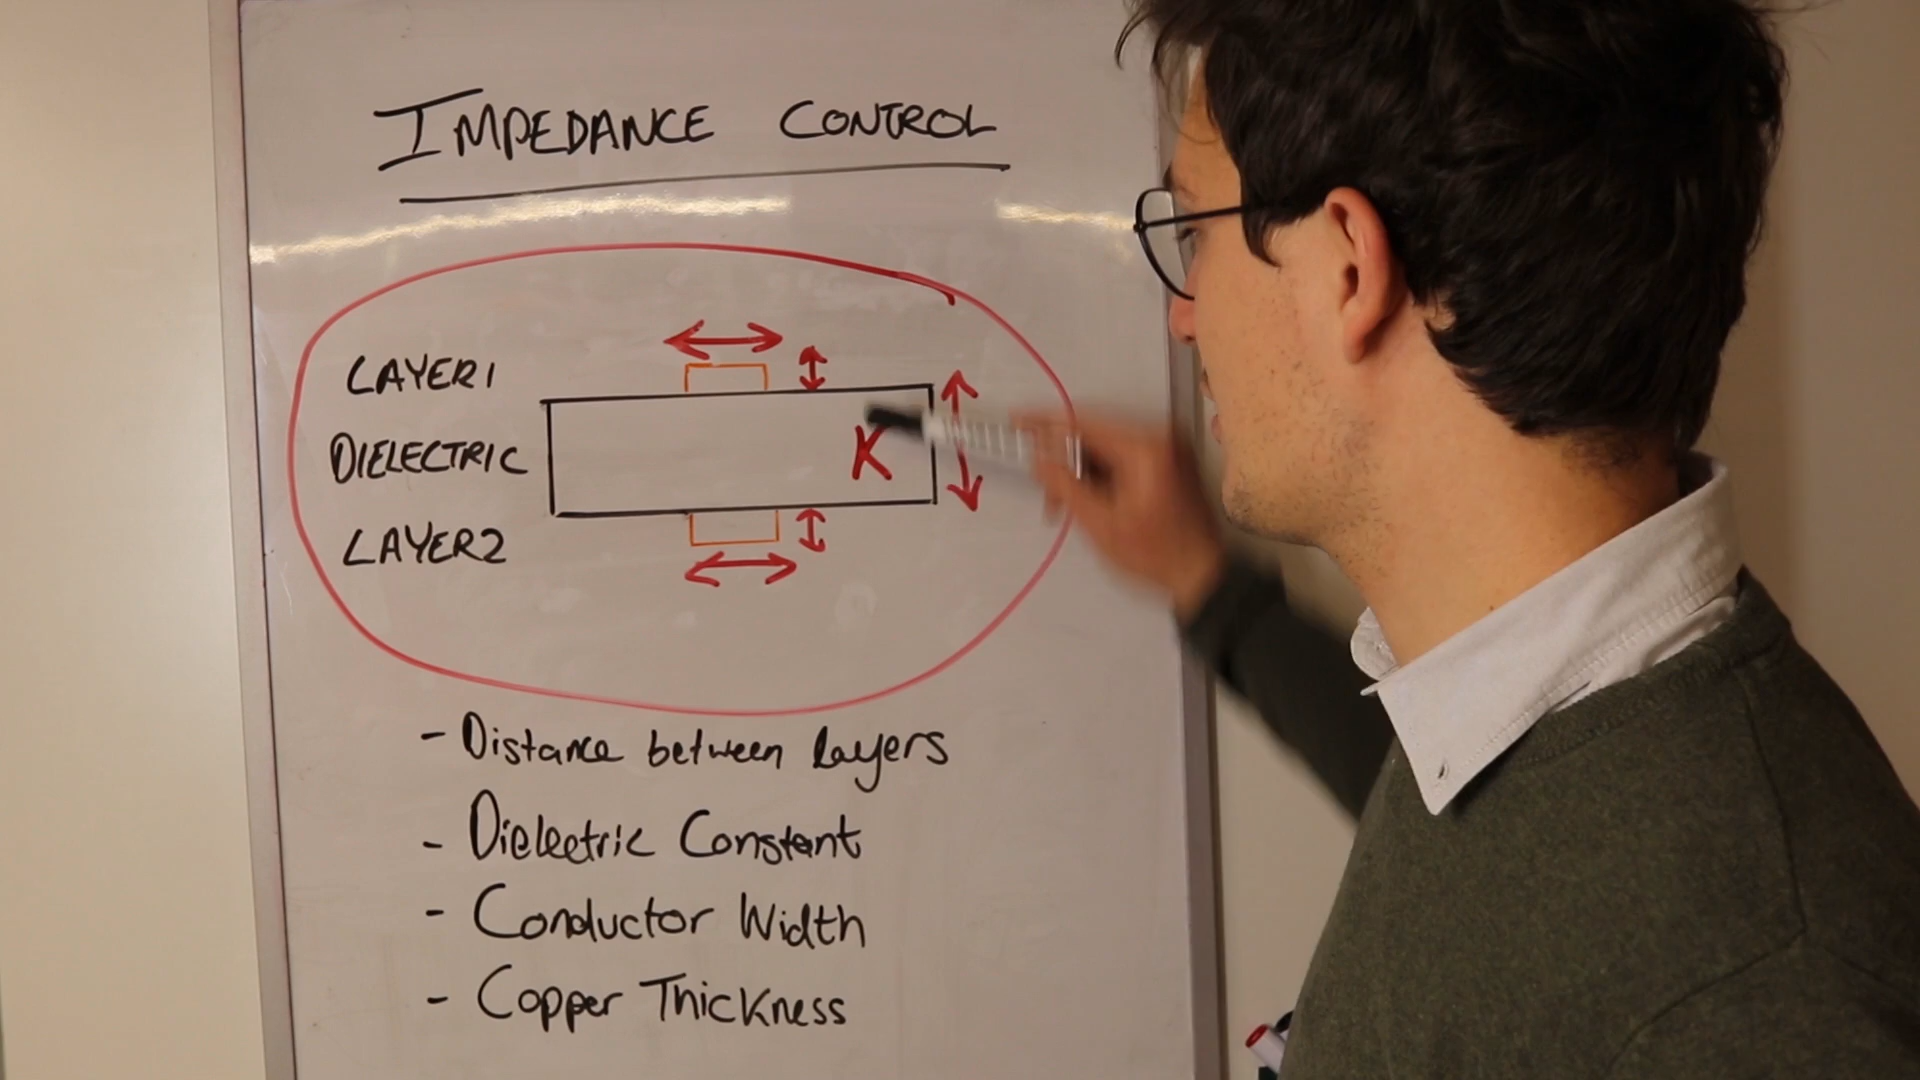 IMPEDANCE CONTROL
LAYER1
DIELECTRIC
K
LAYER2
- Distance between layers
- Dielectric Constant
- Conductor Width
- Copper Thickness